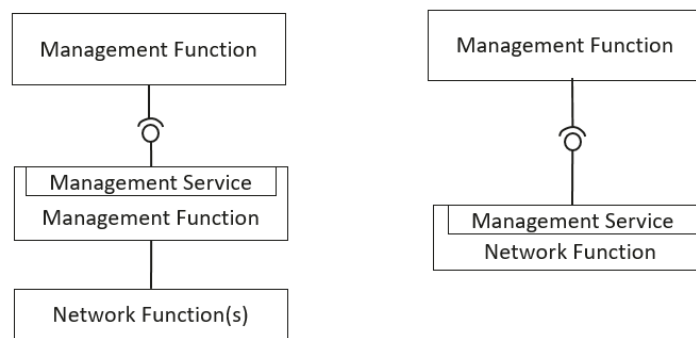 Management Function
Management Service
Management Function
Network Function(s)
Management Function
Management Service
Network Function